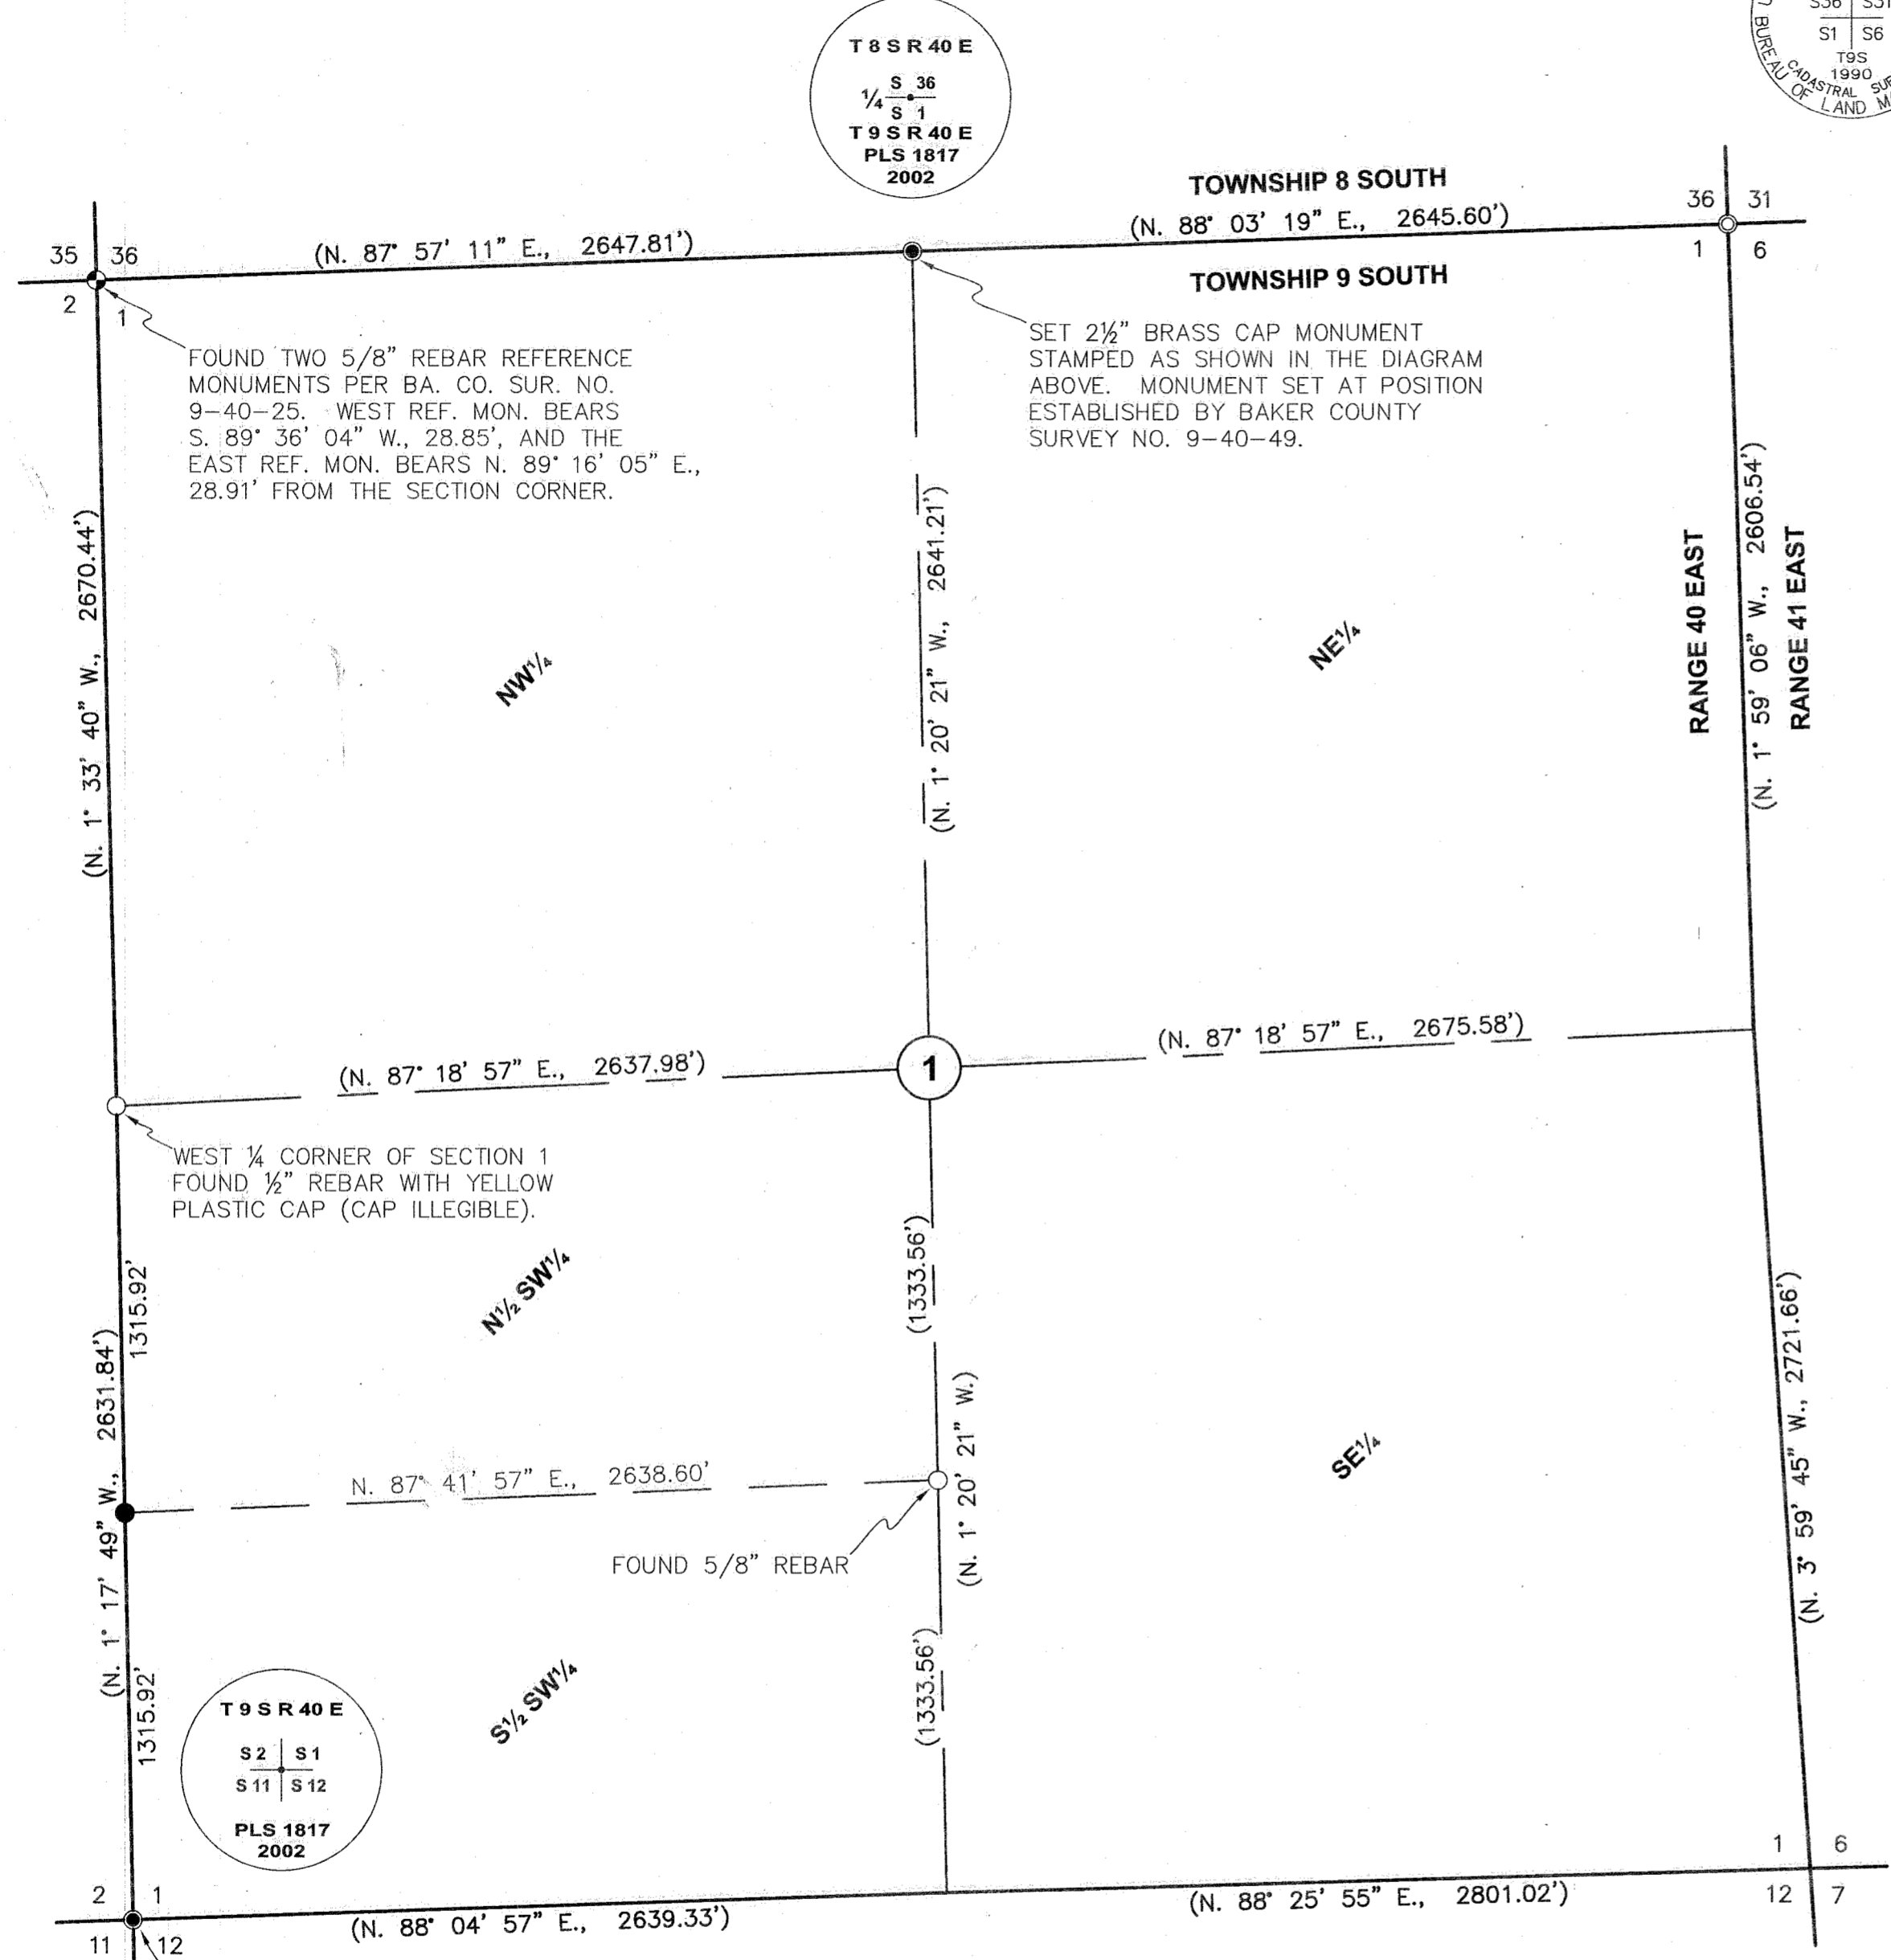 S36 S31
S1 S6
T9S
1990
CADASTRAL
BUREAU OF LAND
T 8 S R 40 E
1/4 S 36
S 1
T 9 S R 40 E
PLS 1817
2002
TOWNSHIP 8 SOUTH
(N. 88° 03' 19" E., 2645.60')
36 31
1 6
35 36
2 1
(N. 87° 57' 11" E., 2647.81')
TOWNSHIP 9 SOUTH
FOUND TWO 5/8" REBAR REFERENCE
MONUMENTS PER BA. CO. SUR. NO.
9-40-25. WEST REF. MON. BEARS
S. 89° 36' 04" W., 28.85', AND THE
EAST REF. MON. BEARS N. 89° 16' 05" E.,
28.91' FROM THE SECTION CORNER.
SET 2½" BRASS CAP MONUMENT
STAMPED AS SHOWN IN THE DIAGRAM
ABOVE. MONUMENT SET AT POSITION
ESTABLISHED BY BAKER COUNTY
SURVEY NO. 9-40-49.
(N. 1° 33' 40" W., 2670.44')
NW¼
(N. 1° 20' 21" W., 2641.21')
NE¼
RANGE 40 EAST
(N. 1° 59' 06" W., 2606.54')
RANGE 41 EAST
(N. 87° 18' 57" E., 2637.98')
1
(N. 87° 18' 57" E., 2675.58')
WEST ¼ CORNER OF SECTION 1
FOUND ½" REBAR WITH YELLOW
PLASTIC CAP (CAP ILLEGIBLE).
1315.92'
N½ SW¼
(1333.56')
(N. 1° 17' 49" W., 2631.84')
N. 87° 41' 57" E., 2638.60'
(N. 1° 20' 21" W.)
SE¼
(N. 3° 59' 45" W., 2721.66')
FOUND 5/8" REBAR
1315.92'
S½ SW¼
(1333.56')
T 9 S R 40 E
S 2 S 1
S 11 S 12
PLS 1817
2002
2 1
11 12
(N. 88° 04' 57" E., 2639.33')
(N. 88° 25' 55" E., 2801.02')
1 6
12 7